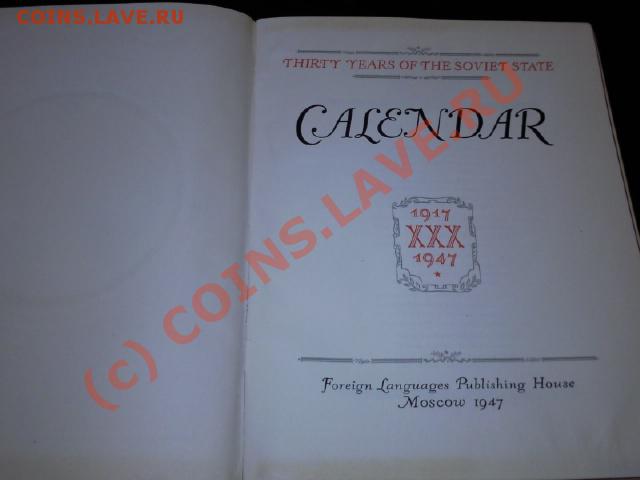 COINS.LAVE.RU
THIRTY YEARS OF THE SOVIET STATE
CALENDAR
1917
XXX
1947
Foreign Languages Publishing House
Moscow 1947
(c) COINS.LAVE.RU